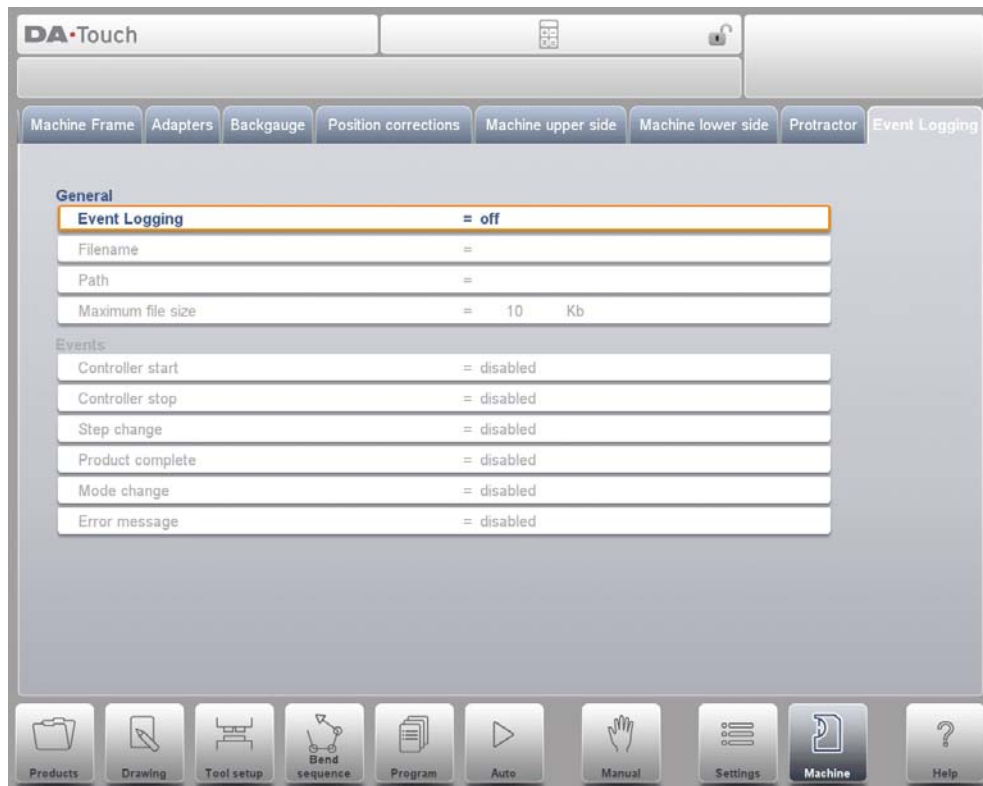 DA•Touch
Machine Frame Adapters Backgauge Position corrections Machine upper side Machine lower side Protractor Event Logging
General
Event Logging = off
Filename =
Path =
Maximum file size = 10 Kb
Events
Controller start = disabled
Controller stop = disabled
Step change = disabled
Product complete = disabled
Mode change = disabled
Error message = disabled
Products Drawing Tool setup Bend sequence Program Auto Manual Settings Machine Help